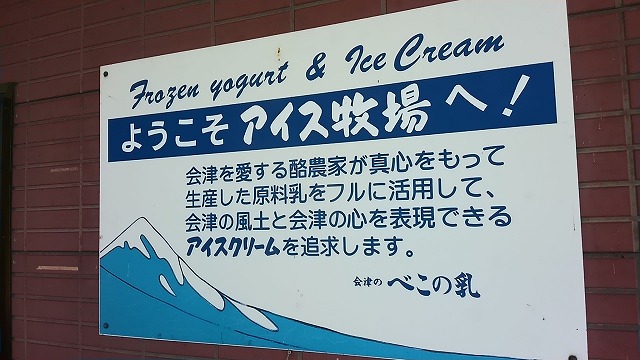 Frozen yogurt & Ice Cream
ようこそ アイス牧場 へ!
会津を愛する酪農家が真心をもって
生産した原料乳をフルに活用して、
会津の風土と会津の心を表現できる
アイスクリームを追求します。
会津の べこの乳